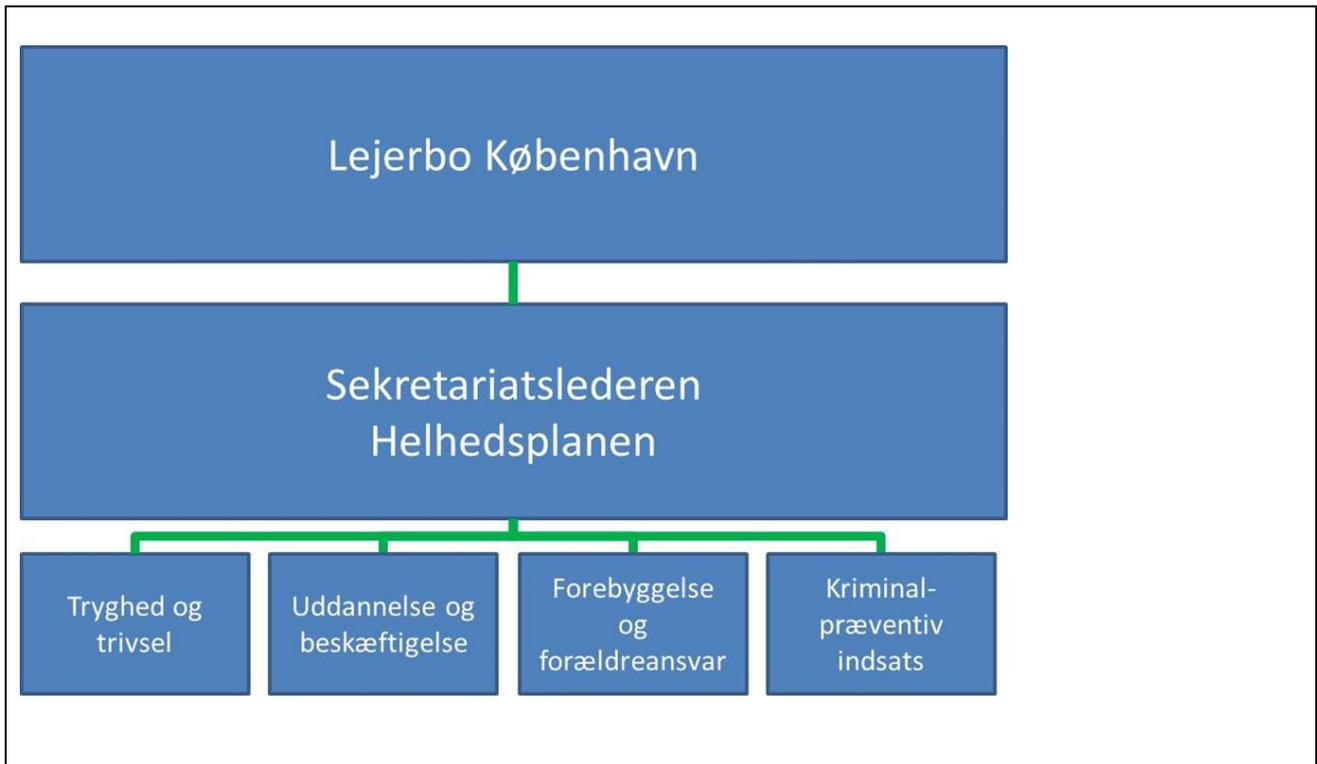 Lejerbo København
Sekretariatslederen
Helhedsplanen
Tryghed og
trivsel
Uddannelse og
beskæftigelse
Forebyggelse
og
forældreansvar
Kriminal-
præventiv
indsats